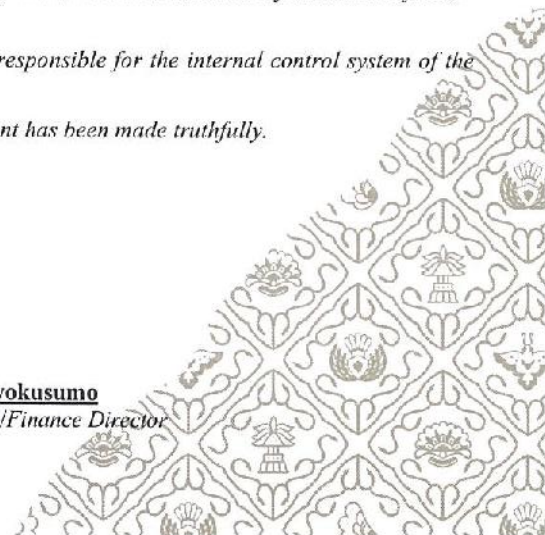 responsible for the internal control system of the
nt has been made truthfully.
vokusumo
/Finance Director